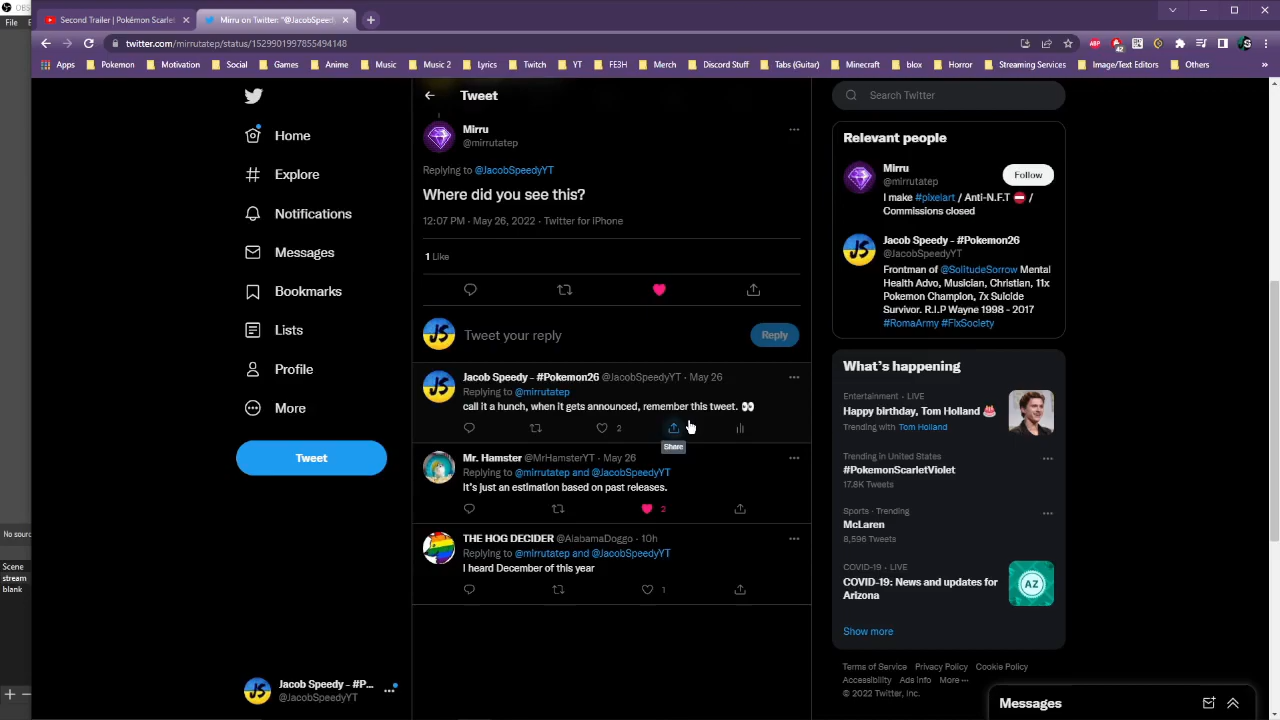 OBS
File
Second Trailer | Pokémon Scarlet
Mirru on Twitter: "@JacobSpeedy
twitter.com/mirrutatep/status/1529901997855494148
Apps
Pokemon
Motivation
Social
Games
Anime
Music
Music 2
Lyrics
Twitch
YT
FE3H
Merch
Discord Stuff
Tabs (Guitar)
Minecraft
blox
Horror
Streaming Services
Image/Text Editors
Others
Home
Explore
Notifications
Messages
Bookmarks
Lists
Profile
More
Tweet
Jacob Speedy - #P...
@JacobSpeedyYT
Tweet
Mirru
@mirrutatep
Replying to @JacobSpeedyYT
Where did you see this?
12:07 PM · May 26, 2022 · Twitter for iPhone
1 Like
Tweet your reply
Reply
Jacob Speedy - #Pokemon26 @JacobSpeedyYT · May 26
Replying to @mirrutatep
call it a hunch, when it gets announced, remember this tweet. 👀
2
Share
Mr. Hamster @MrHamsterYT · May 26
Replying to @mirrutatep and @JacobSpeedyYT
It's just an estimation based on past releases.
2
THE HOG DECIDER @AlabamaDoggo · 10h
Replying to @mirrutatep and @JacobSpeedyYT
I heard December of this year
1
Search Twitter
Relevant people
Mirru
@mirrutatep
Follow
I make #pixelart / Anti-N.F.T ⛔ /
Commissions closed
Jacob Speedy - #Pokemon26
@JacobSpeedyYT
Frontman of @SolitudeSorrow Mental
Health Advo, Musician, Christian, 11x
Pokemon Champion, 7x Suicide
Survivor. R.I.P Wayne 1998 - 2017
#RomaArmy #FlxSociety
What's happening
Entertainment · LIVE
Happy birthday, Tom Holland 🎂
Trending with Tom Holland
Trending in United States
#PokemonScarletViolet
17.8K Tweets
Sports · Trending
McLaren
8,596 Tweets
COVID-19 · LIVE
COVID-19: News and updates for
Arizona
AZ
Show more
Terms of Service Privacy Policy Cookie Policy
Accessibility Ads info More ···
© 2022 Twitter, Inc.
Messages
No sourc
Scene
stream
blank